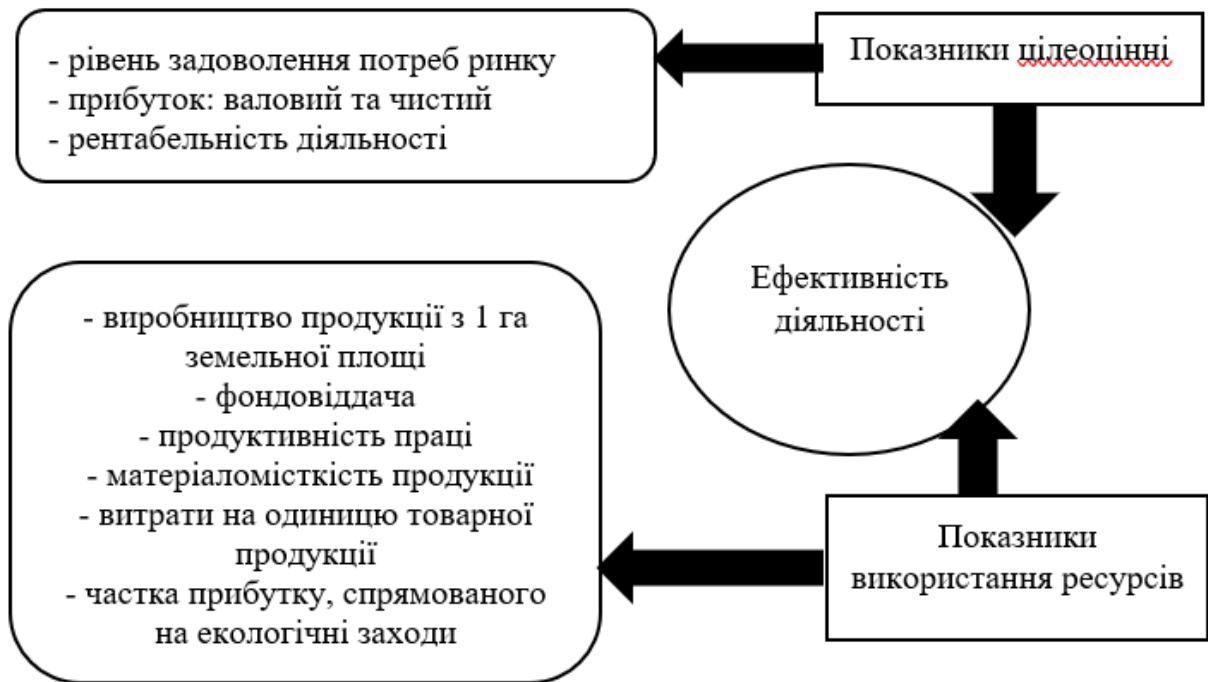 - рівень задоволення потреб ринку
- прибуток: валовий та чистий
- рентабельність діяльності
Показники цілеоцінні
Ефективність
діяльності
- виробництво продукції з 1 га
земельної площі
- фондовіддача
- продуктивність праці
- матеріаломісткість продукції
- витрати на одиницю товарної
продукції
- частка прибутку, спрямованого
на екологічні заходи
Показники
використання ресурсів